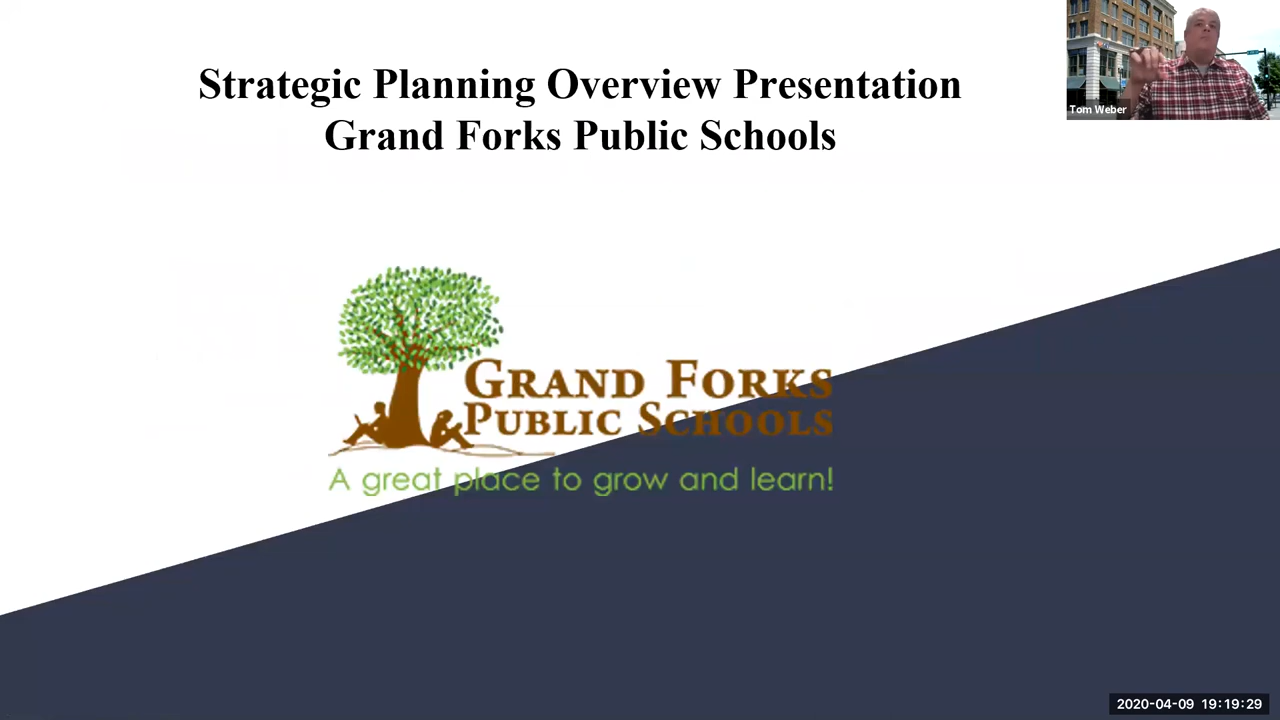 Strategic Planning Overview Presentation
Grand Forks Public Schools
Tom Weber
GRAND FORKS
PUBLIC SCHOOLS
A great place to grow and learn!
2020-04-09 19:19:29